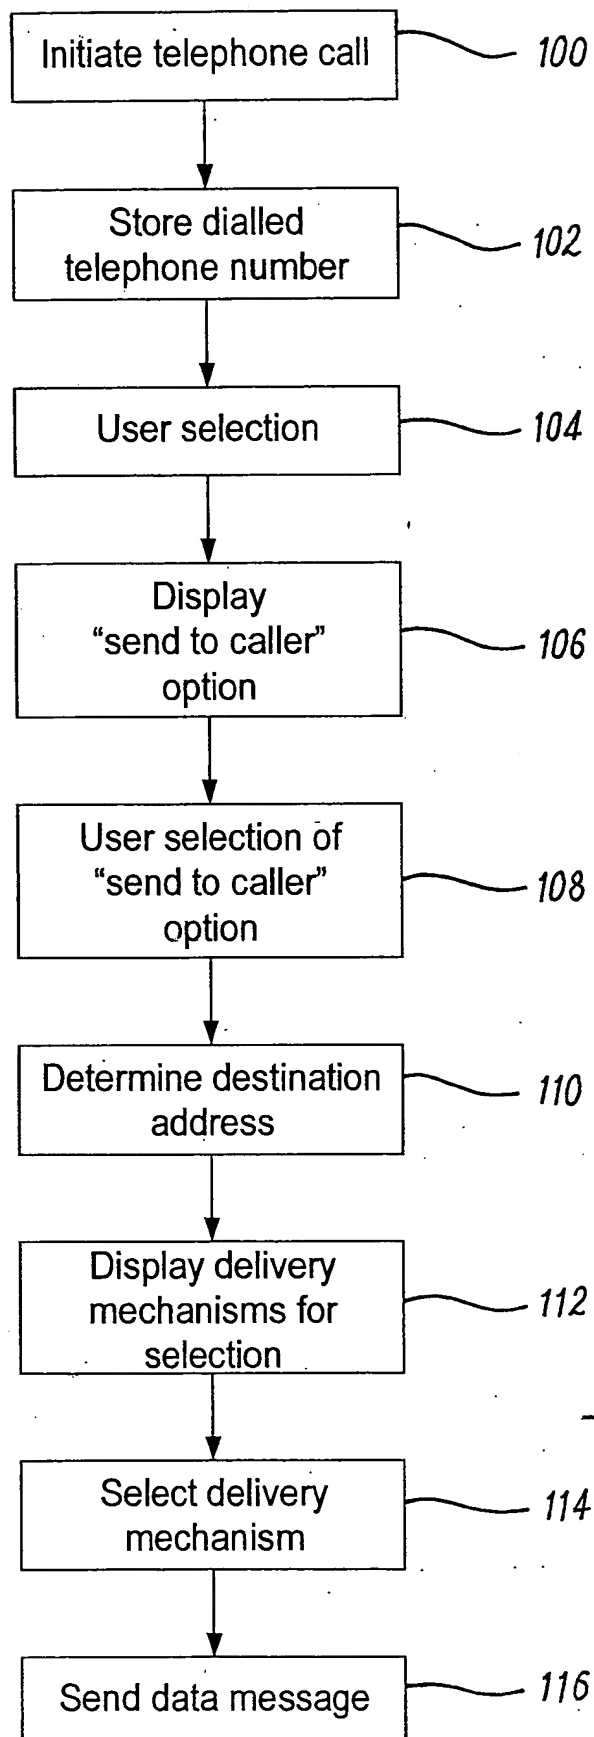 Initiate telephone call
100
Store dialled
telephone number
102
User selection
104
Display
“send to caller”
option
106
User selection of
“send to caller”
option
108
Determine destination
address
110
Display delivery
mechanisms for
selection
112
Select delivery
mechanism
114
Send data message
116